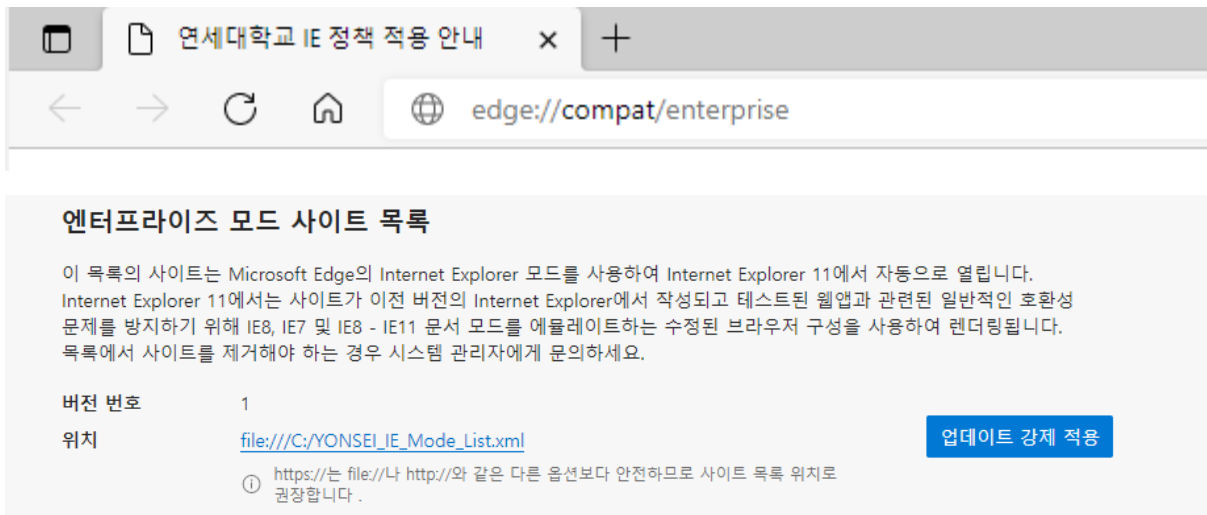 연세대학교 IE 정책 적용 안내
edge://compat/enterprise
엔터프라이즈 모드 사이트 목록
이 목록의 사이트는 Microsoft Edge의 Internet Explorer 모드를 사용하여 Internet Explorer 11에서 자동으로 열립니다.
Internet Explorer 11에서는 사이트가 이전 버전의 Internet Explorer에서 작성되고 테스트된 웹앱과 관련된 일반적인 호환성
문제를 방지하기 위해 IE8, IE7 및 IE8 - IE11 문서 모드를 에뮬레이트하는 수정된 브라우저 구성을 사용하여 렌더링됩니다.
목록에서 사이트를 제거해야 하는 경우 시스템 관리자에게 문의하세요.
버전 번호 1
위치 file:///C:/YONSEI_IE_Mode_List.xml 업데이트 강제 적용
https://는 file://나 http://와 같은 다른 옵션보다 안전하므로 사이트 목록 위치로
권장합니다 .